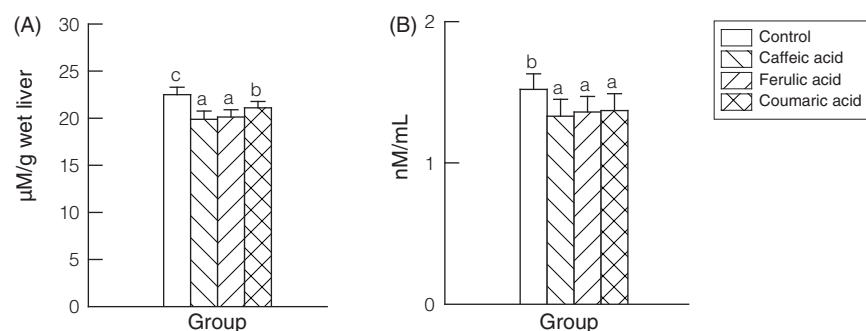 (A)
µM/g wet liver
30
23
25
20
15
10
5
0
c
a
a
b
Group
(B)
nM/mL
2
1
0
b
a
a
a
Group
Control
Caffeic acid
Ferulic acid
Coumaric acid